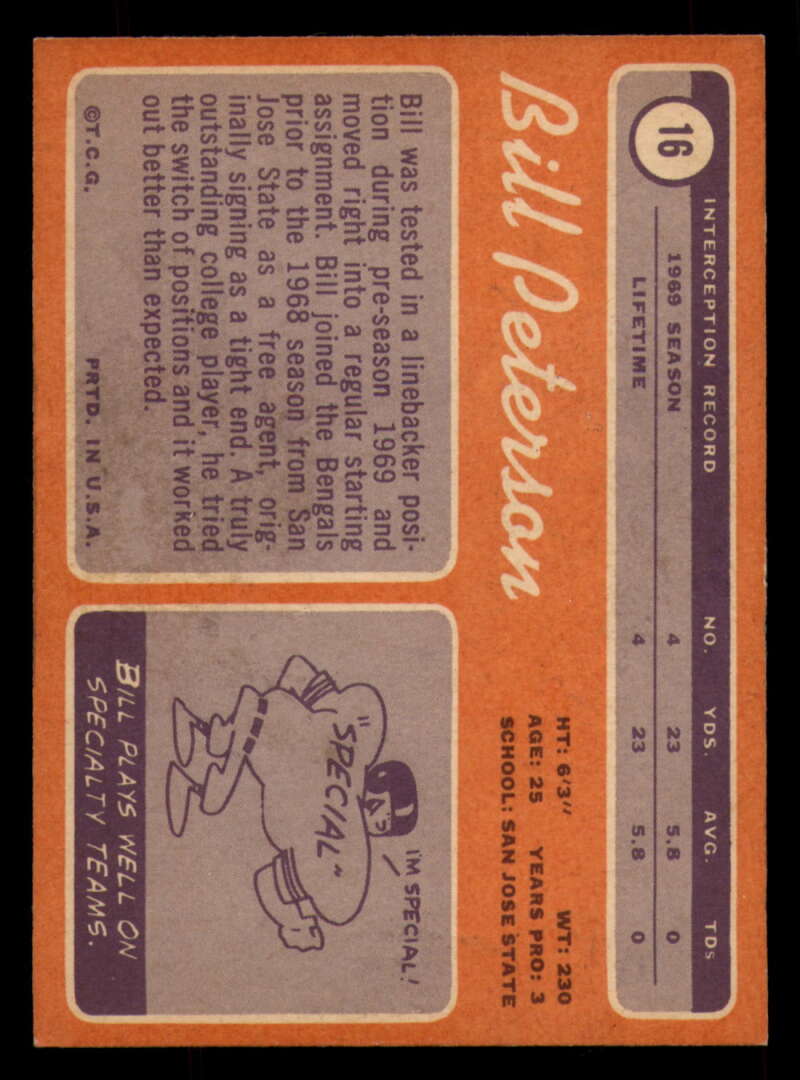 16
INTERCEPTION RECORD NO. YDS. AVG. TDs
1969 SEASON 4 23 5.8 0
LIFETIME 4 23 5.8 0
Bill Peterson
HT: 6'3" WT: 230
AGE: 25 YEARS PRO: 3
SCHOOL: SAN JOSE STATE
Bill was tested in a linebacker posi-
tion during pre-season 1969 and
moved right into a regular starting
assignment. Bill joined the Bengals
prior to the 1968 season from San
Jose State as a free agent, orig-
inally signing as a tight end. A truly
outstanding college player, he tried
the switch of positions and it worked
out better than expected.
©T.C.G. PRTD. IN U.S.A.
I'M SPECIAL!
"SPECIAL"
BILL PLAYS WELL ON
SPECIALTY TEAMS.